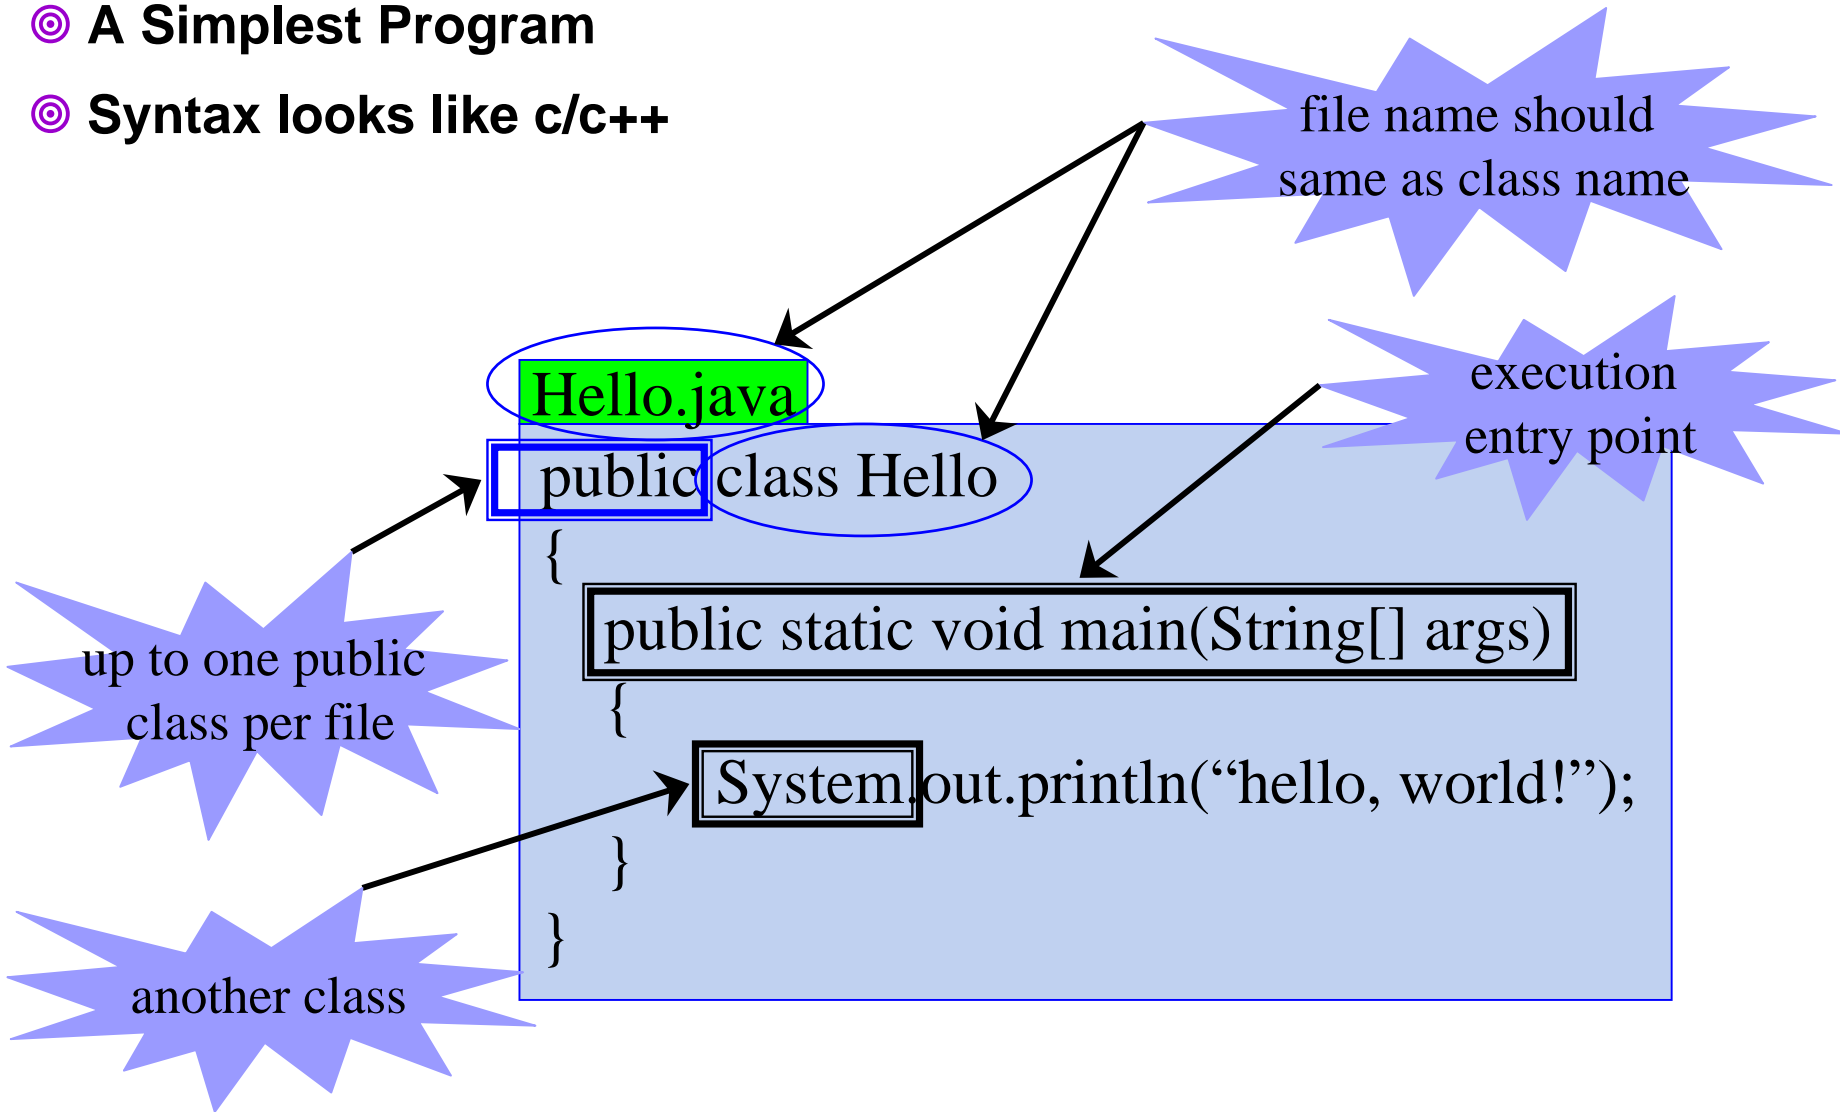 A Simplest Program
Syntax looks like c/c++
file name should
same as class name
execution
entry point
Hello.java
public class Hello
{
public static void main(String[] args)
{
System.out.println(“hello, world!”);
}
}
up to one public
class per file
another class